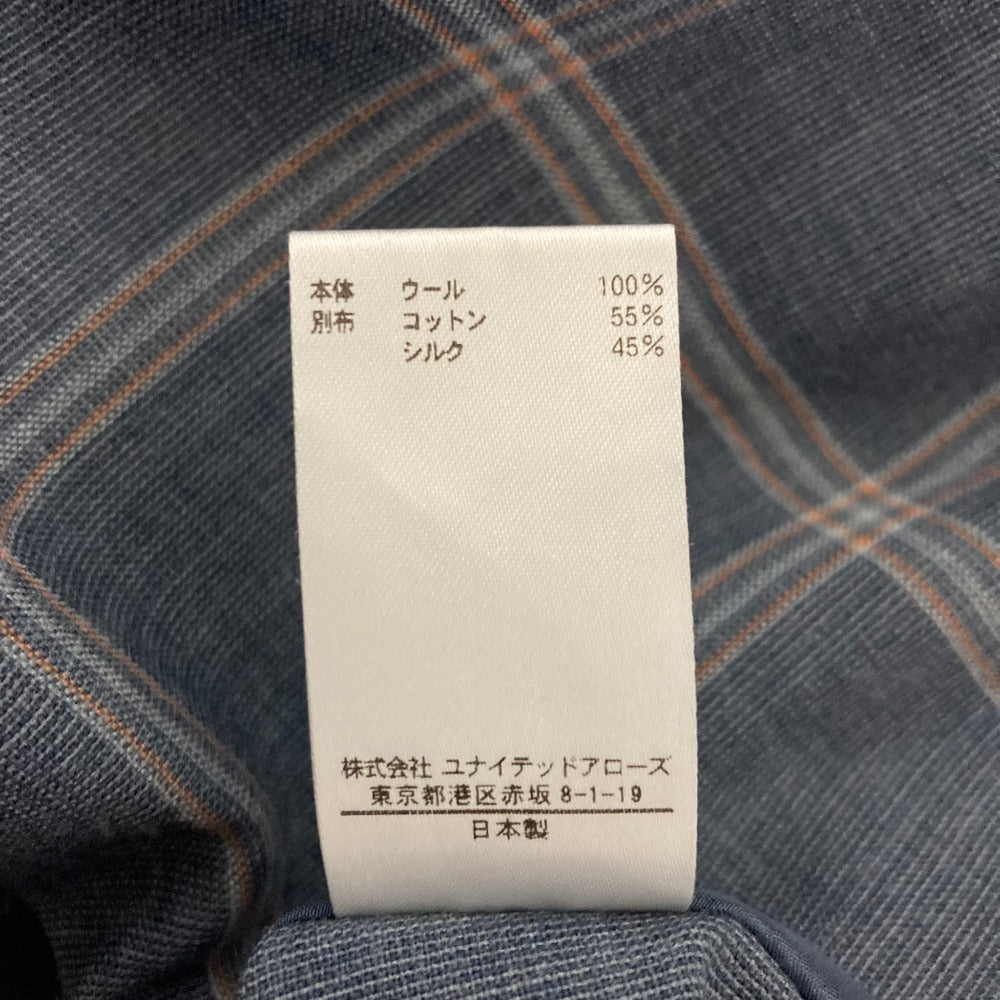 本体 ウール 100%
別布 コットン 55%
シルク 45%
株式会社 ユナイテッドアローズ
東京都港区赤坂 8-1-19
日本製